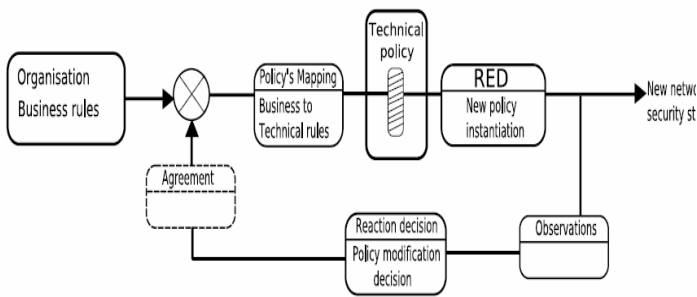 Organisation
Business rules
Policy's Mapping
Business to
Technical rules
Technical
policy
RED
New policy
instantiation
New netwo
security st
Agreement
Reaction decision
Policy modification
decision
Observations